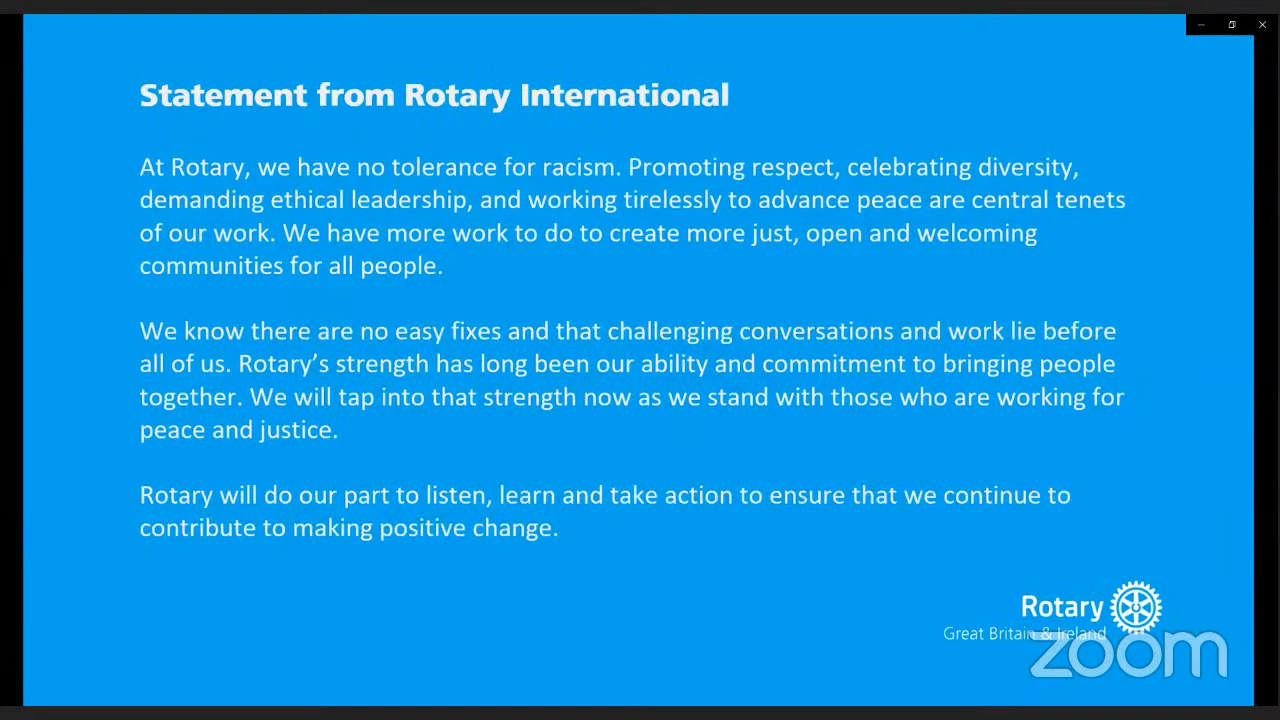 Statement from Rotary International
At Rotary, we have no tolerance for racism. Promoting respect, celebrating diversity,
demanding ethical leadership, and working tirelessly to advance peace are central tenets
of our work. We have more work to do to create more just, open and welcoming
communities for all people.
We know there are no easy fixes and that challenging conversations and work lie before
all of us. Rotary’s strength has long been our ability and commitment to bringing people
together. We will tap into that strength now as we stand with those who are working for
peace and justice.
Rotary will do our part to listen, learn and take action to ensure that we continue to
contribute to making positive change.
Rotary
Great Britain & Ireland
zoom